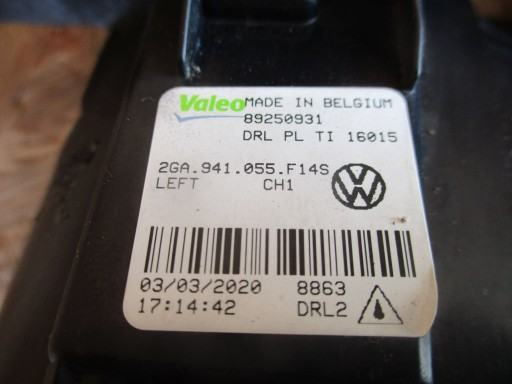 Valeo MADE IN BELGIUM
89250931
DRL PL TI 16015
2GA.941.055.F14S
LEFT CH1
03/03/2020 8863
17:14:42 DRL2